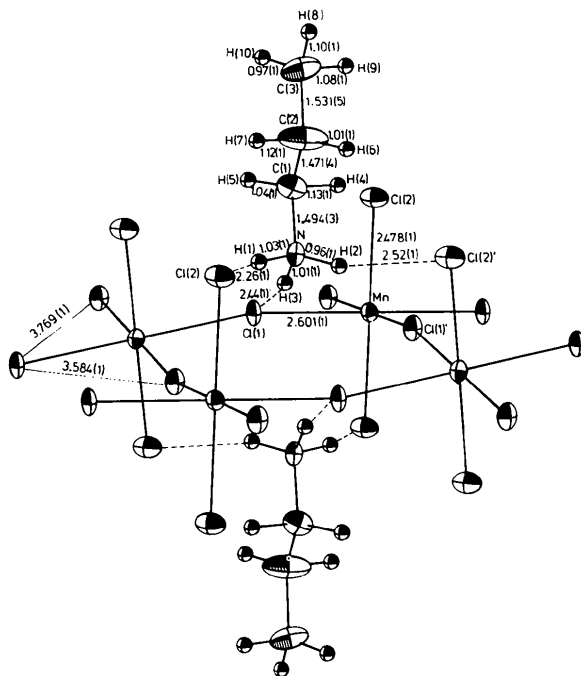 H(8)
H(10)
1.10(1)
0.97(1)
H(9)
1.08(1)
C(3)
1.531(5)
C(2)
1.01(1)
H(7)
1.12(1)
H(6)
1.471(4)
C(1)
H(5)
H(4)
1.04(1)
1.13(1)
Cl(2)
1.494(3)
N
H(1)
1.03(1)
0.96(1)
H(2)
2.478(1)
Cl(2)'
Cl(2)
2.52(1)
2.26(1)
1.01(1)
2.44(1)
H(3)
Mn
3.769(1)
Cl(1)
2.601(1)
Cl(1)'
3.584(1)